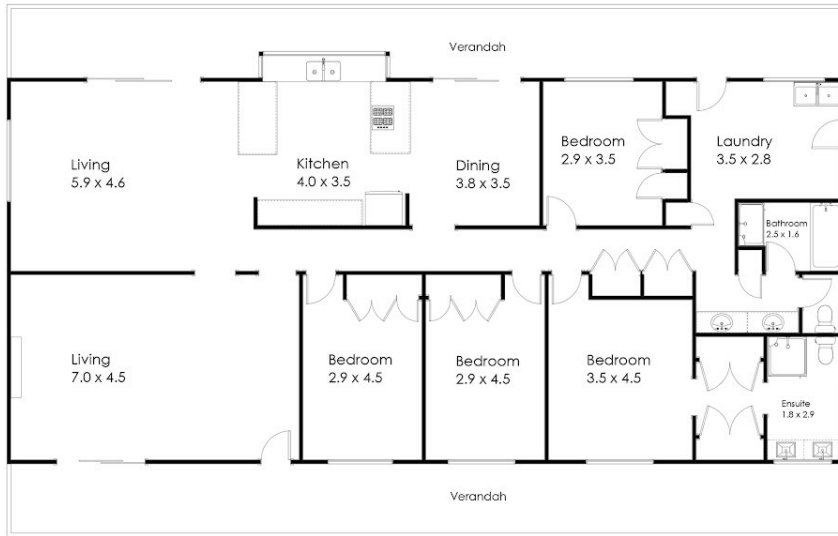 Verandah
Living
5.9 x 4.6
Kitchen
4.0 x 3.5
Dining
3.8 x 3.5
Bedroom
2.9 x 3.5
Laundry
3.5 x 2.8
Bathroom
2.5 x 1.6
Living
7.0 x 4.5
Bedroom
2.9 x 4.5
Bedroom
2.9 x 4.5
Bedroom
3.5 x 4.5
Ensuite
1.8 x 2.9
Verandah